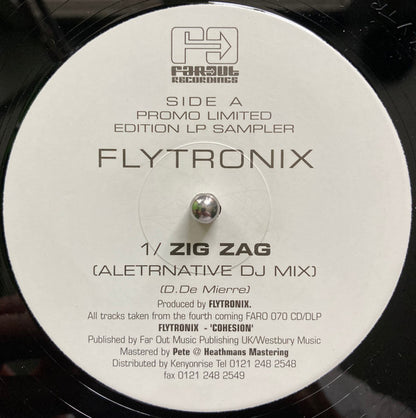 FAROUT
RECORDINGS
SIDE A
PROMO LIMITED
EDITION LP SAMPLER
FLYTRONIX
1/ ZIG ZAG
(ALETRNATIVE DJ MIX)
(D.De Mierre)
Produced by FLYTRONIX.
All tracks taken from the fourth coming FARO 070 CD/DLP
FLYTRONIX - 'COHESION'
Published by Far Out Music Publishing UK/Westbury Music
Mastered by Pete @ Heathmans Mastering
Distributed by Kenyonrise Tel 0121 248 2548
fax 0121 248 2549